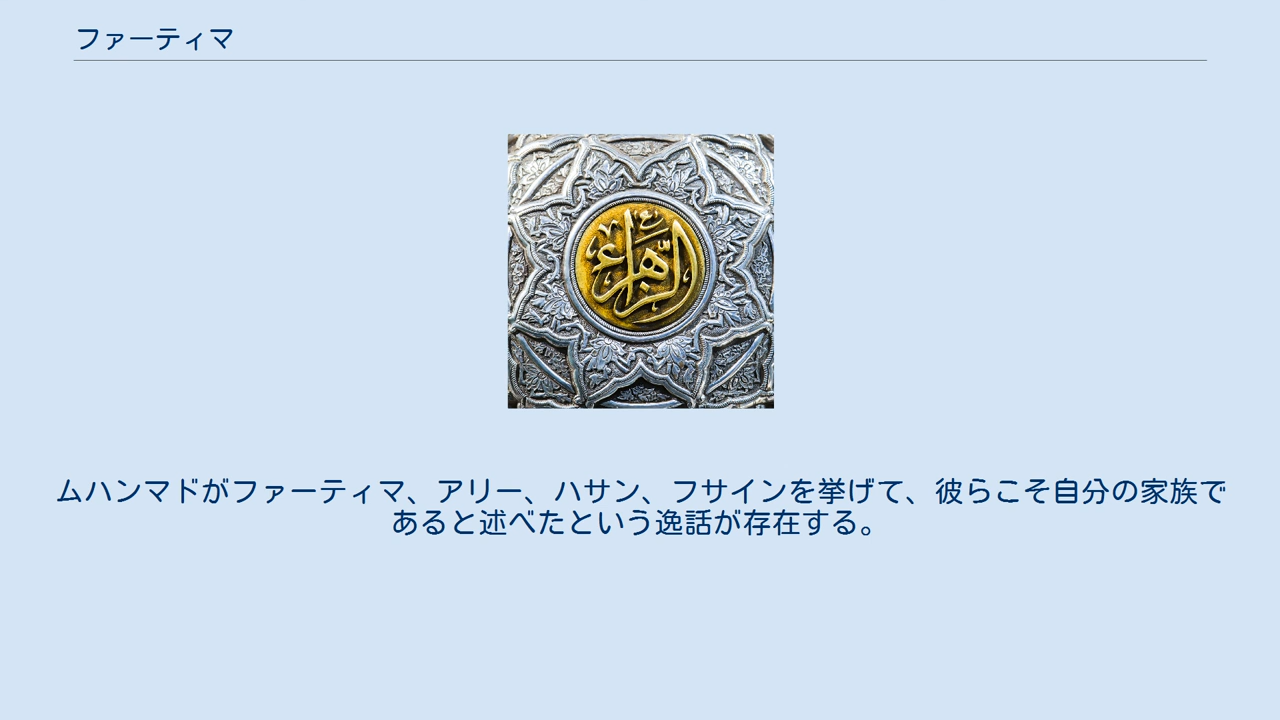 ファーティマ
الزهراء
ムハンマドがファーティマ、アリー、ハサン、フサインを挙げて、彼らこそ自分の家族で
あると述べたという逸話が存在する。